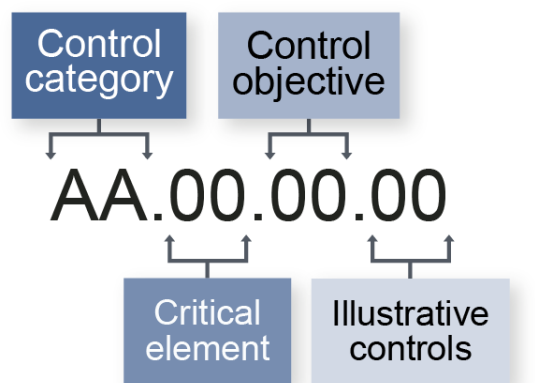 Control
category
Control
objective
AA.00.00.00
Critical
element
Illustrative
controls